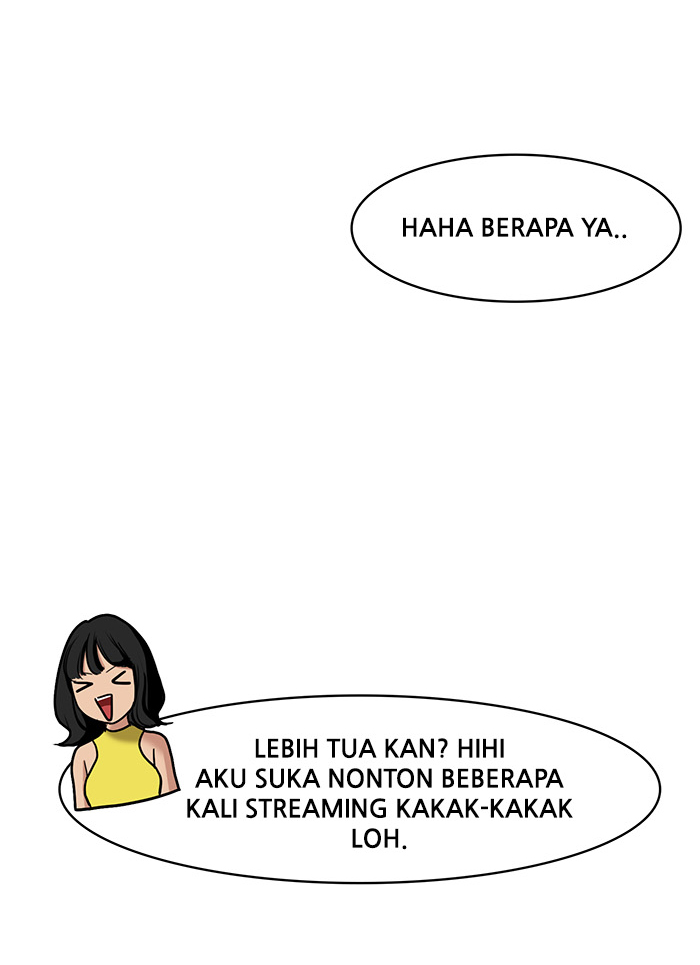 HAHA BERAPA YA..
LEBIH TUA KAN? HIHI
AKU SUKA NONTON BEBERAPA
KALI STREAMING KAKAK-KAKAK
LOH.